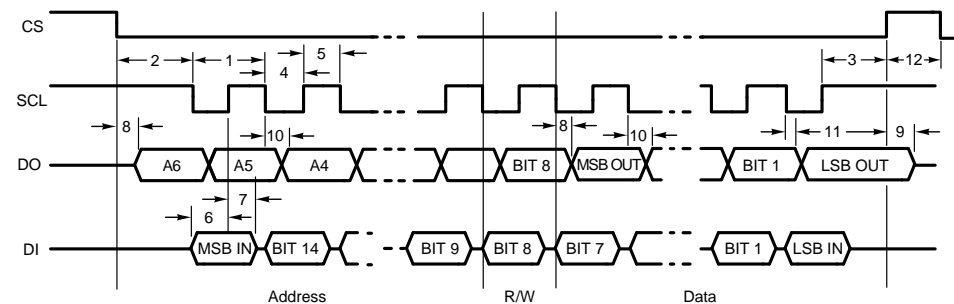 CS
2 1 5 4 3 12
SCL
8 10 8 10 11 9
DO A6 A5 A4 BIT 8 MSB OUT BIT 1 LSB OUT
6 7
DI MSB IN BIT 14 BIT 9 BIT 8 BIT 7 BIT 1 LSB IN
Address R/W Data